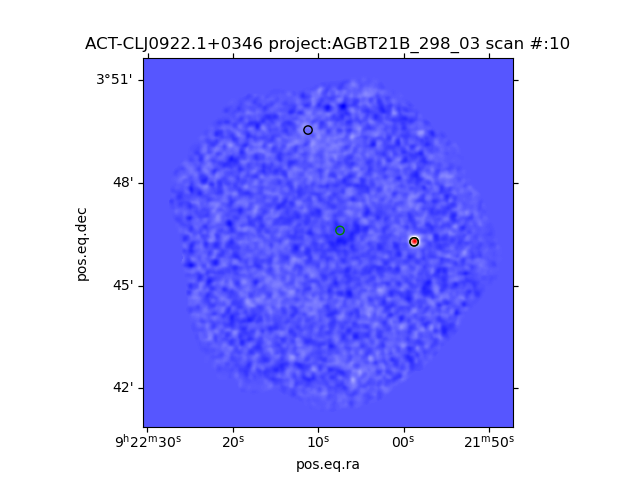 ACT-CLJ0922.1+0346 project:AGBT21B_298_03 scan #:10
3°51'
48'
45'
42'
pos.eq.dec
9ʰ22ᵐ30ˢ 20ˢ 10ˢ 00ˢ 21ᵐ50ˢ
pos.eq.ra